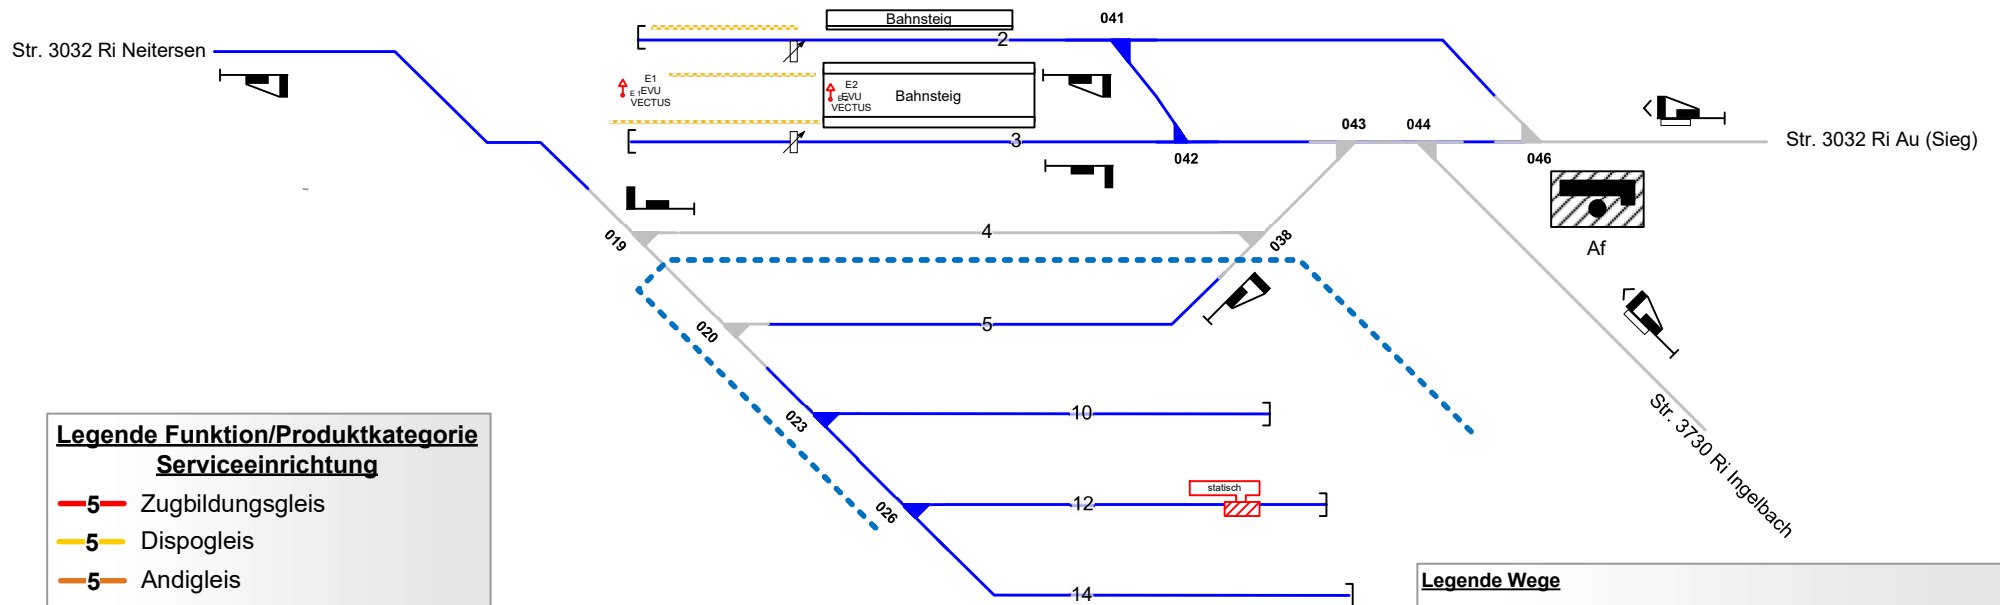 Bahnsteig
041
2
Str. 3032 Ri Neitersen
E1
EVU
VECTUS
E 1
E2
EVU
VECTUS
Bahnsteig
3
042
043
044
046
Str. 3032 Ri Au (Sieg)
Af
019
4
038
020
5
023
10
026
statisch
12
14
Str. 3730 Ri Ingelbach
Legende Funktion/Produktkategorie
Serviceeinrichtung
5 Zugbildungsgleis
5 Dispogleis
5 Andigleis
Legende Wege